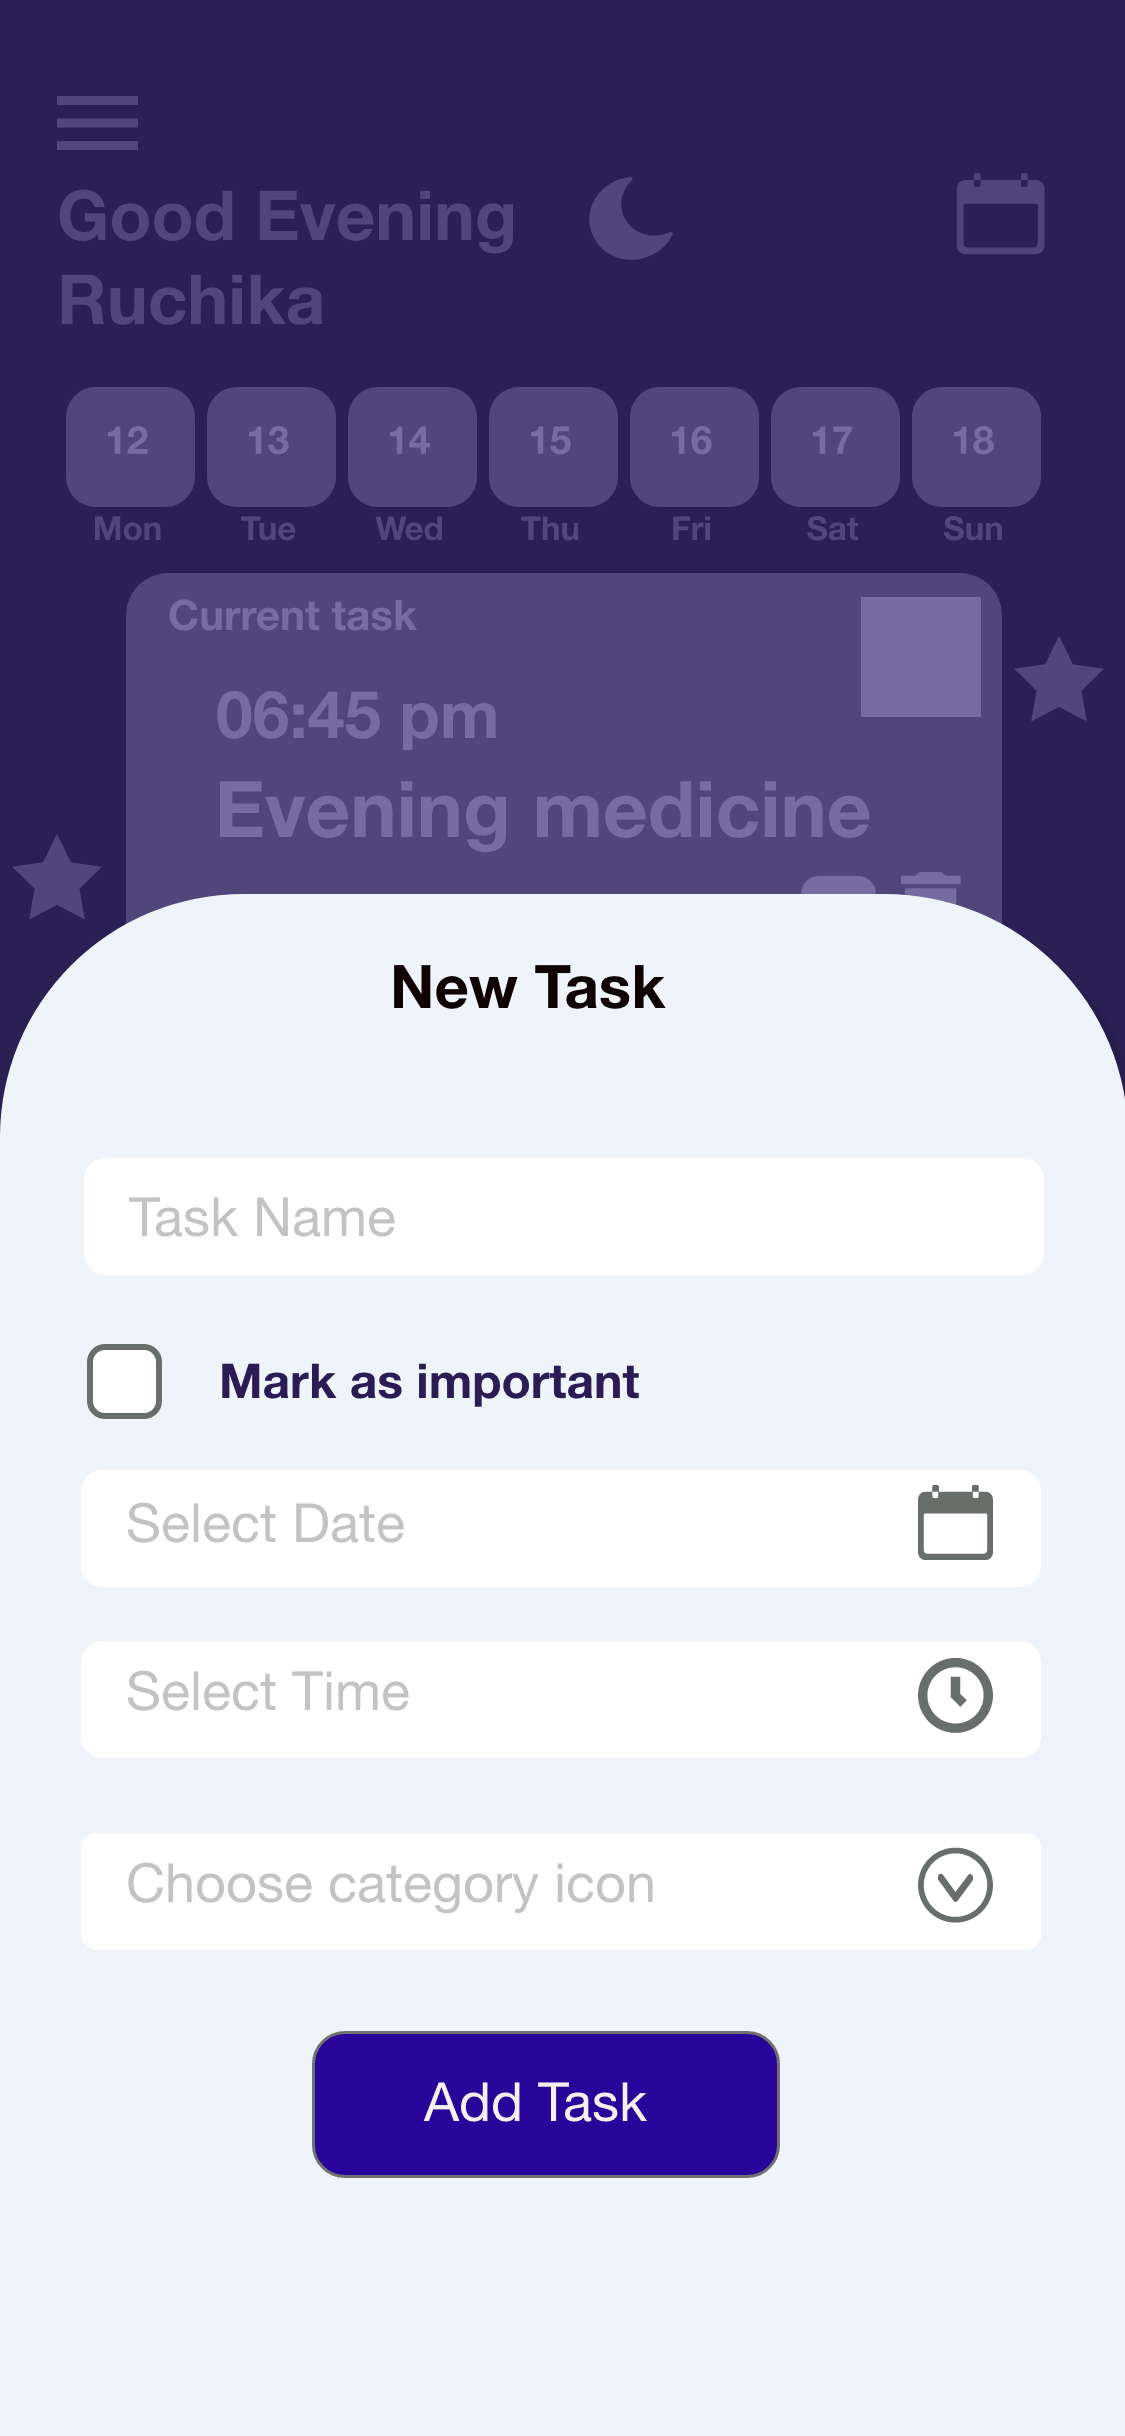 Good Evening
Ruchika
12 13 14 15 16 17 18
Mon Tue Wed Thu Fri Sat Sun
Current task
06:45 pm
Evening medicine
New Task
Task Name
Mark as important
Select Date
Select Time
Choose category icon
Add Task